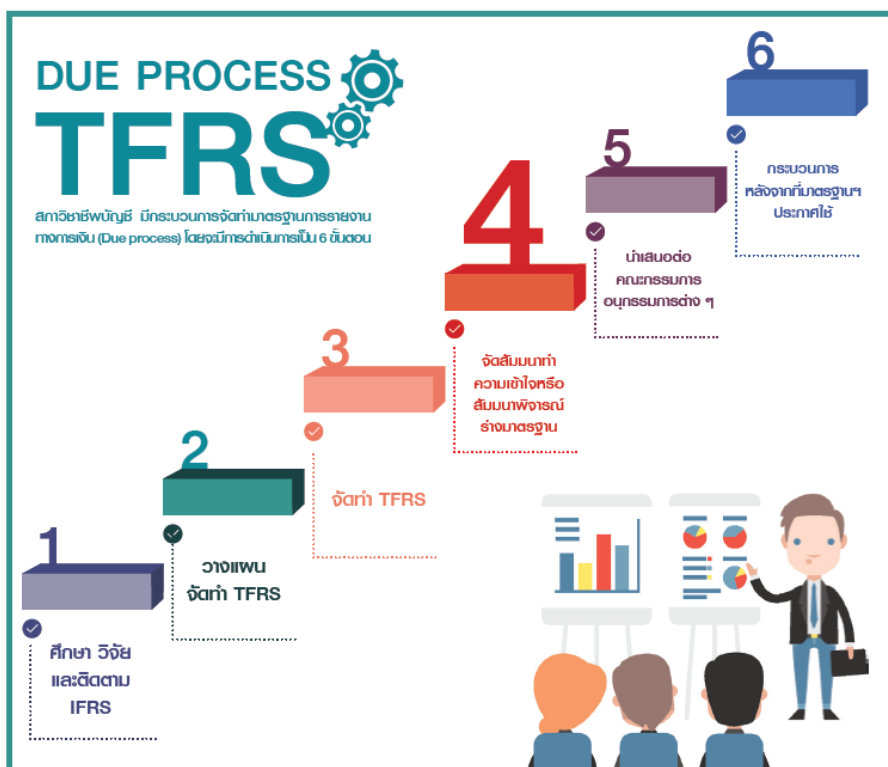 DUE PROCESS
TFRS
สภาวิชาชีพบัญชี มีกระบวนการจัดทำมาตรฐานการรายงาน
ทางการเงิน (Due process) โดยจะมีการดำเนินการเป็น 6 ขั้นตอน
1
ศึกษา วิจัย
และติดตาม
IFRS
2
วางแผน
จัดทำ TFRS
3
จัดทำ TFRS
4
จัดสัมมนาทำ
ความเข้าใจหรือ
สัมมนาพิจารณ์
ร่างมาตรฐาน
5
นำเสนอต่อ
คณะกรรมการ
อนุกรรมการต่าง ๆ
6
กระบวนการ
หลังจากที่มาตรฐานฯ
ประกาศใช้